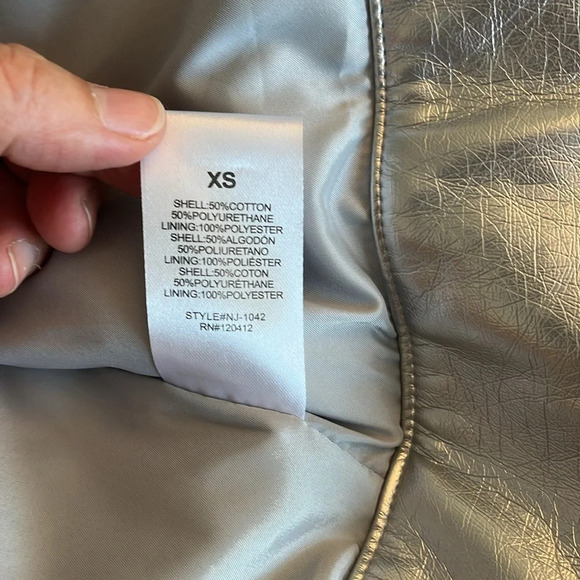 XS
SHELL:50%COTTON
50%POLYURETHANE
LINING:100%POLYESTER
SHELL:50%ALGODÓN
50%POLIURETANO
LINING:100%POLIÉSTER
SHELL:50%COTON
50%POLYURÉTHANE
LINING:100%POLYESTER
STYLE#NJ-1042
RN#120412